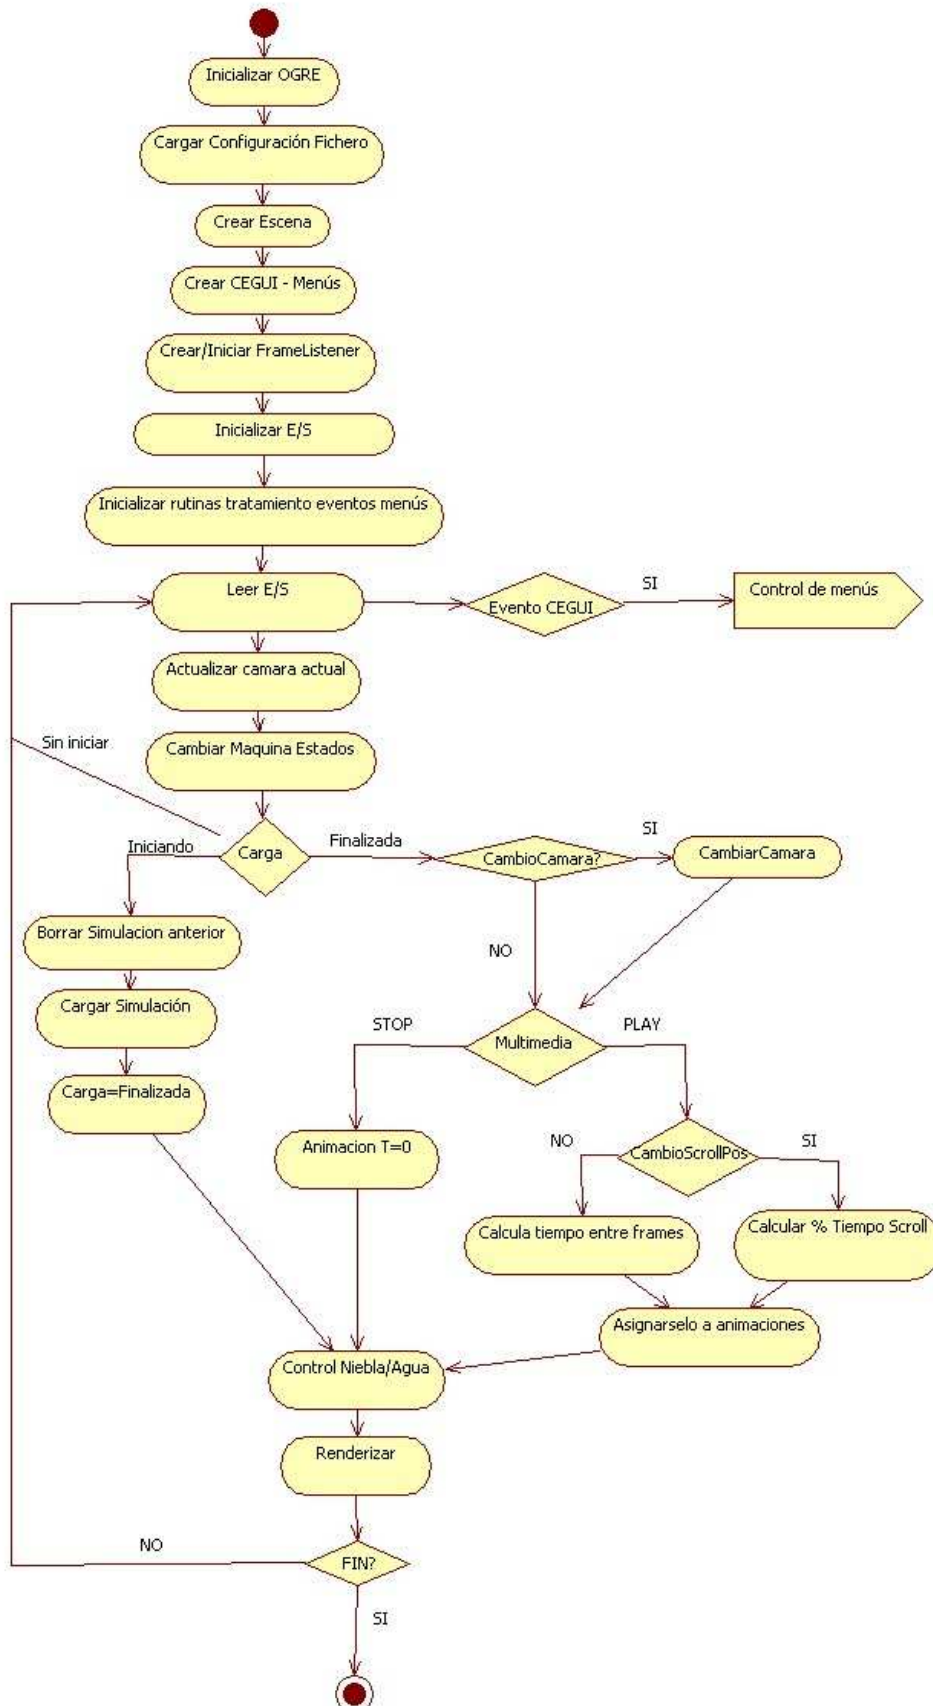 Inicializar OGRE
Cargar Configuración Fichero
Crear Escena
Crear CEGUI - Menús
Crear/Iniciar FrameListener
Inicializar E/S
Inicializar rutinas tratamiento eventos menús
Leer E/S
Evento CEGUI
SI
Control de menús
Actualizar camara actual
Sin iniciar
Cambiar Maquina Estados
Iniciando
Carga
Finalizada
CambioCamara?
SI
CambiarCamara
Borrar Simulacion anterior
NO
Cargar Simulación
STOP
Multimedia
PLAY
Carga=Finalizada
Animacion T=0
NO
CambioScrollPos
SI
Calcula tiempo entre frames
Calcular % Tiempo Scroll
Asignarselo a animaciones
Control Niebla/Agua
Renderizar
NO
FIN?
SI